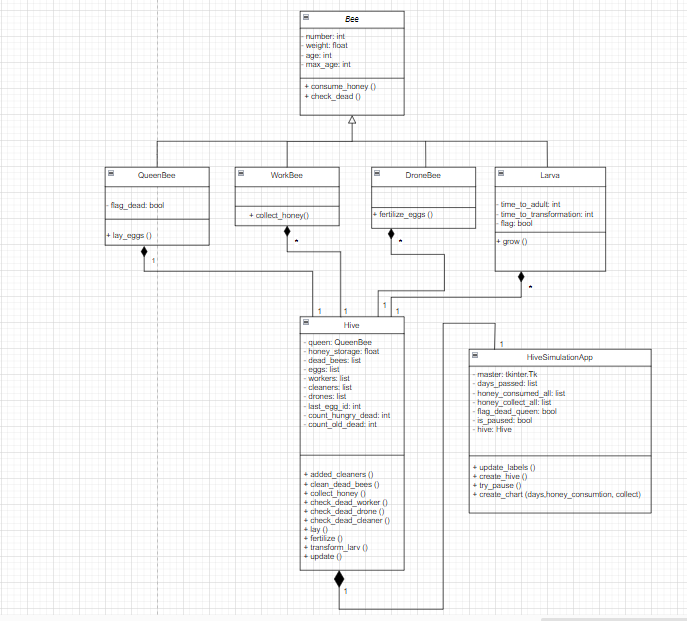 Bee
- number: int
- weight: float
- age: int
- max_age: int
+ consume_honey ()
+ check_dead ()
QueenBee
- flag_dead: bool
+ lay_eggs ()
WorkBee
+ collect_honey()
DroneBee
+ fertilize_eggs ()
Larva
- time_to_adult: int
- time_to_transformation: int
- flag: bool
+ grow ()
1
*
*
*
1
1
1
1
Hive
- queen: QueenBee
- honey_storage: float
- dead_bees: list
- eggs: list
- workers: list
- cleaners: list
- drones: list
- last_egg_id: int
- count_hungry_dead: int
- count_old_dead: int
+ added_cleaners ()
+ clean_dead_bees ()
+ collect_honey ()
+ check_dead_worker ()
+ check_dead_drone ()
+ check_dead_cleaner ()
+ lay ()
+ fertilize ()
+ transform_larv ()
+ update ()
1
1
HiveSimulationApp
- master: tkinter.Tk
- days_passed: list
- honey_consumed_all: list
- honey_collect_all: list
- flag_dead_queen: bool
- is_paused: bool
- hive: Hive
+ update_labels ()
+ create_hive ()
+ try_pause ()
+ create_chart (days,honey_consumtion, collect)